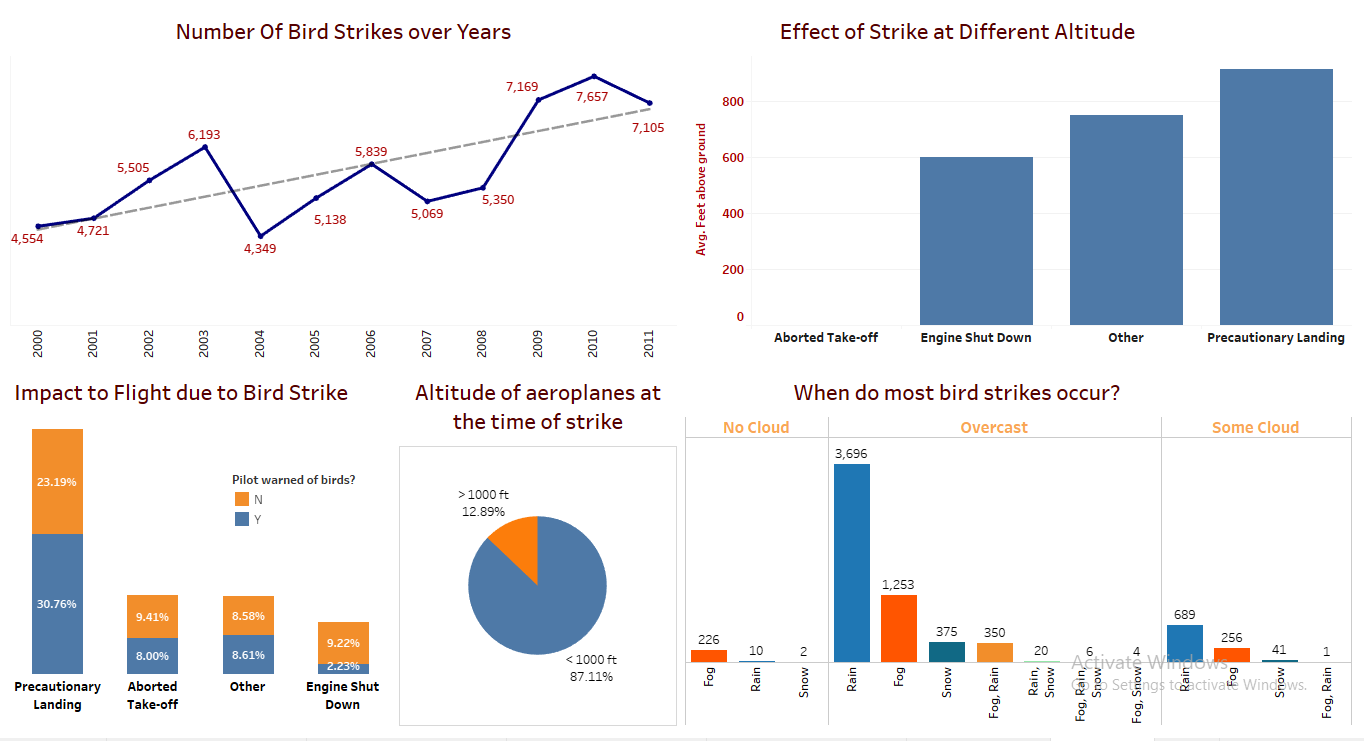 Number Of Bird Strikes over Years
4,554
4,721
5,505
6,193
4,349
5,138
5,839
5,069
5,350
7,169
7,657
7,105
2000
2001
2002
2003
2004
2005
2006
2007
2008
2009
2010
2011
Effect of Strike at Different Altitude
Avg. Feet above ground
800
600
400
200
0
Aborted Take-off
Engine Shut Down
Other
Precautionary Landing
Impact to Flight due to Bird Strike
Pilot warned of birds?
N
Y
23.19%
30.76%
9.41%
8.00%
8.58%
8.61%
9.22%
2.23%
Precautionary
Landing
Aborted
Take-off
Other
Engine Shut
Down
Altitude of aeroplanes at
the time of strike
> 1000 ft
12.89%
< 1000 ft
87.11%
When do most bird strikes occur?
No Cloud
Overcast
Some Cloud
226
10
2
3,696
1,253
375
350
20
6
4
689
256
41
1
Fog
Rain
Snow
Rain
Fog
Snow
Fog, Rain
Rain,
Snow
Fog, Rain,
Snow
Fog, Snow
Rain
Fog
Snow
Fog, Rain
Activate Windows
Go to Settings to activate Windows.